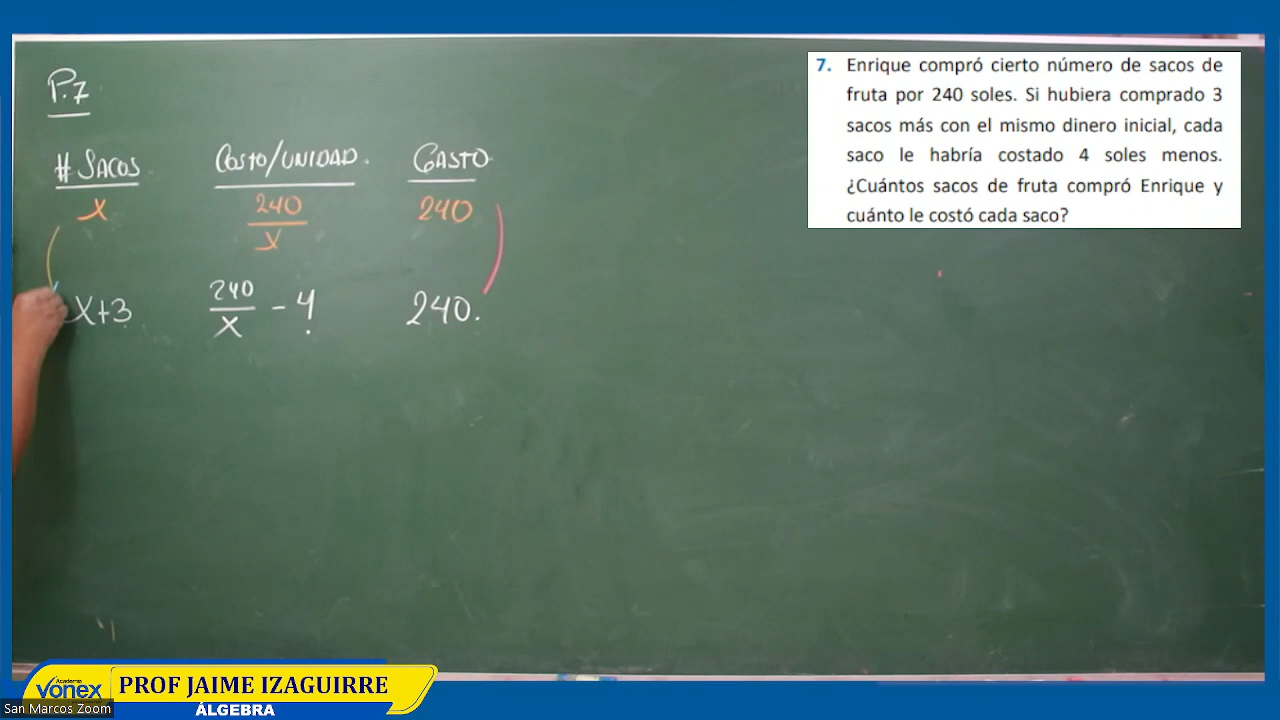 P.7
# SACOS COSTO/UNIDAD. GASTO
x 240/x 240
x+3 240/x - 4 240.
7. Enrique compró cierto número de sacos de
fruta por 240 soles. Si hubiera comprado 3
sacos más con el mismo dinero inicial, cada
saco le habría costado 4 soles menos.
¿Cuántos sacos de fruta compró Enrique y
cuánto le costó cada saco?
Academia
VONEX
PROF JAIME IZAGUIRRE
ÁLGEBRA
San Marcos Zoom